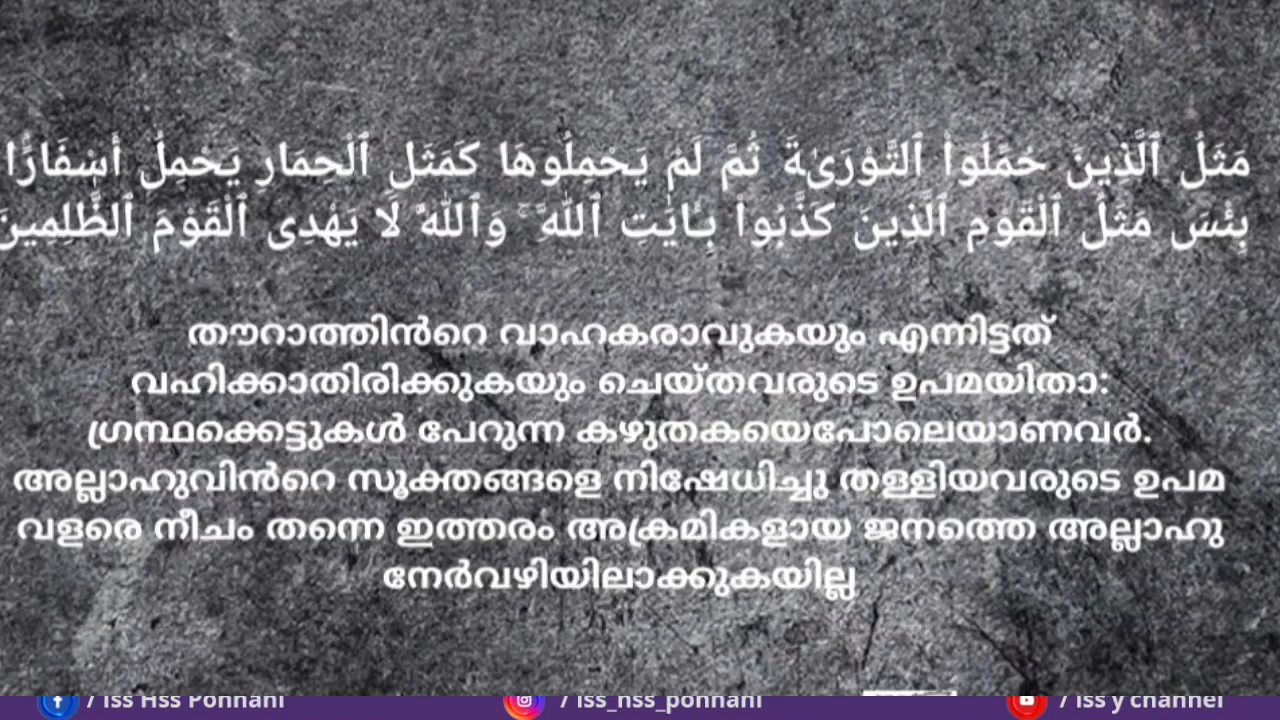 مَثَلُ ٱلَّذِينَ حُمِّلُوا۟ ٱلتَّوْرَىٰةَ ثُمَّ لَمْ يَحْمِلُوهَا كَمَثَلِ ٱلْحِمَارِ يَحْمِلُ أَسْفَارًۢا
بِئْسَ مَثَلُ ٱلْقَوْمِ ٱلَّذِينَ كَذَّبُوا۟ بِـَٔايَٰتِ ٱللَّهِ ۚ وَٱللَّهُ لَا يَهْدِى ٱلْقَوْمَ ٱلظَّٰلِمِينَ
തൗറാത്തിൻറെ വാഹകരാവുകയും എന്നിട്ടത്
വഹിക്കാതിരിക്കുകയും ചെയ്തവരുടെ ഉപമയിതാ:
ഗ്രന്ഥക്കെട്ടുകൾ പേറുന്ന കഴുതകയെപോലെയാണവർ.
അല്ലാഹുവിൻറെ സൂക്തങ്ങളെ നിഷേധിച്ചു തള്ളിയവരുടെ ഉപമ
വളരെ നീചം തന്നെ ഇത്തരം അക്രമികളായ ജനത്തെ അല്ലാഹു
നേർവഴിയിലാക്കുകയില്ല
/ Iss Hss Ponnani / iss_hss_ponnani / iss y channel